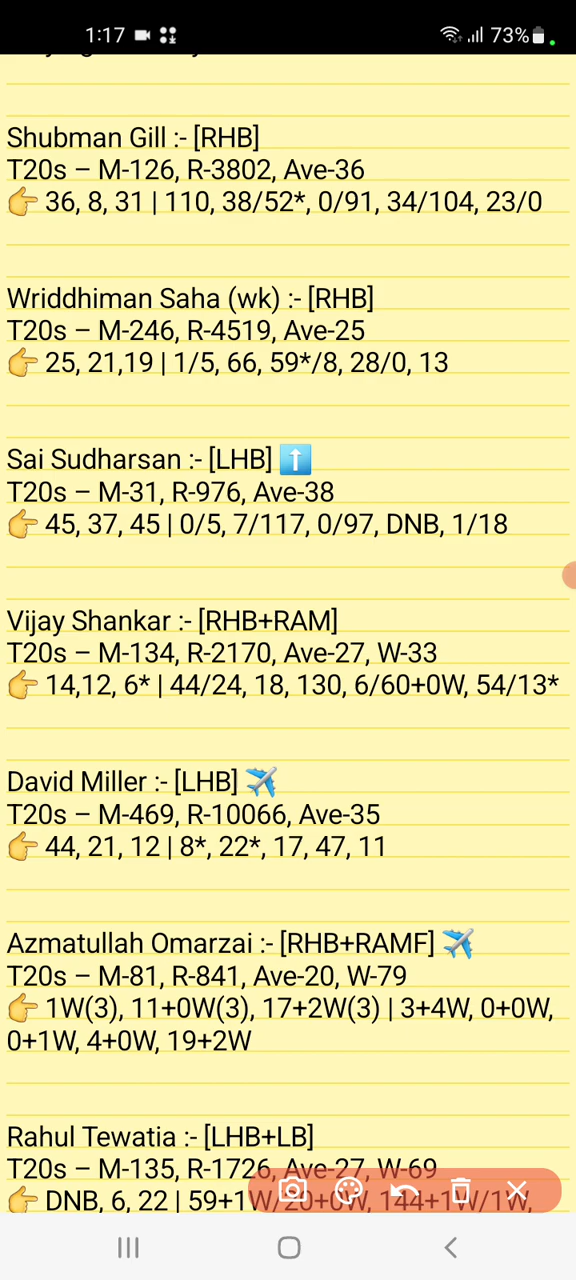 1:17 73%
Shubman Gill :- [RHB]
T20s – M-126, R-3802, Ave-36
👉 36, 8, 31 | 110, 38/52*, 0/91, 34/104, 23/0
Wriddhiman Saha (wk) :- [RHB]
T20s – M-246, R-4519, Ave-25
👉 25, 21,19 | 1/5, 66, 59*/8, 28/0, 13
Sai Sudharsan :- [LHB] ⬆️
T20s – M-31, R-976, Ave-38
👉 45, 37, 45 | 0/5, 7/117, 0/97, DNB, 1/18
Vijay Shankar :- [RHB+RAM]
T20s – M-134, R-2170, Ave-27, W-33
👉 14,12, 6* | 44/24, 18, 130, 6/60+0W, 54/13*
David Miller :- [LHB] ✈️
T20s – M-469, R-10066, Ave-35
👉 44, 21, 12 | 8*, 22*, 17, 47, 11
Azmatullah Omarzai :- [RHB+RAMF] ✈️
T20s – M-81, R-841, Ave-20, W-79
👉 1W(3), 11+0W(3), 17+2W(3) | 3+4W, 0+0W,
0+1W, 4+0W, 19+2W
Rahul Tewatia :- [LHB+LB]
T20s – M-135, R-1726, Ave-27, W-69
👉 DNB, 6, 22 | 59+1W/20+0W, 144+1W/1W,